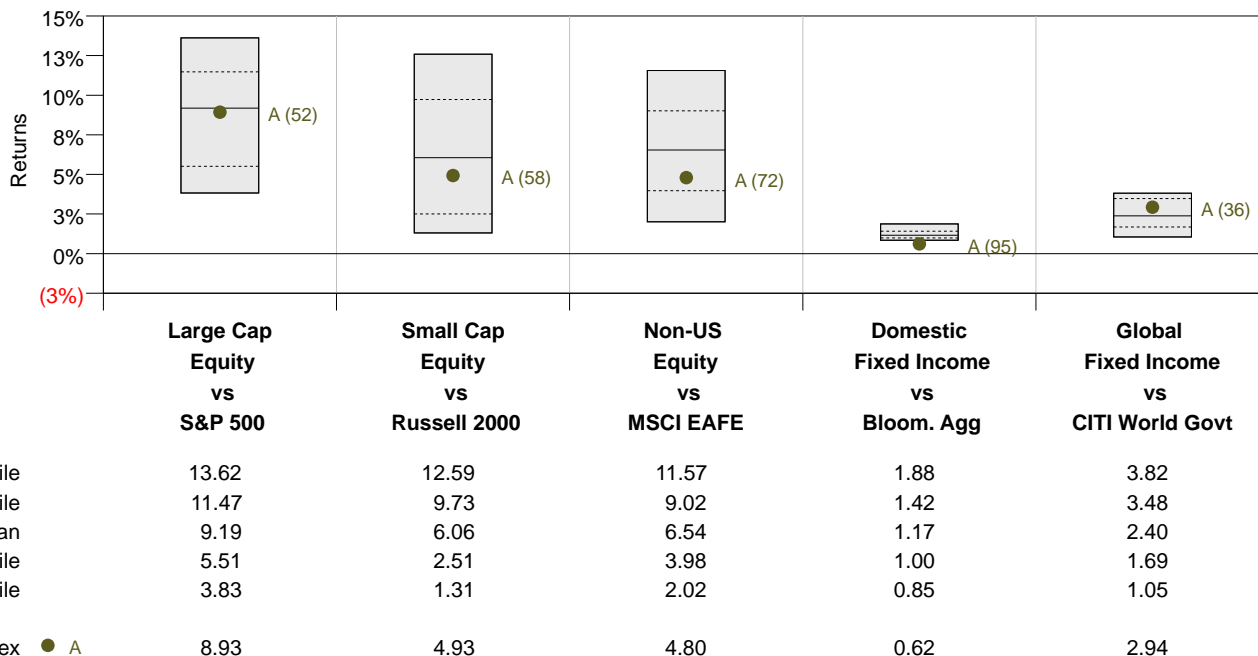 15%
13%
10%
8%
5%
3%
0%
(3%)
Returns
A (52)
A (58)
A (72)
A (95)
A (36)
Large Cap
Equity
vs
S&P 500
Small Cap
Equity
vs
Russell 2000
Non-US
Equity
vs
MSCI EAFE
Domestic
Fixed Income
vs
Bloom. Agg
Global
Fixed Income
vs
CITI World Govt
ile 13.62 12.59 11.57 1.88 3.82
ile 11.47 9.73 9.02 1.42 3.48
an 9.19 6.06 6.54 1.17 2.40
ile 5.51 2.51 3.98 1.00 1.69
ile 3.83 1.31 2.02 0.85 1.05
ex A 8.93 4.93 4.80 0.62 2.94